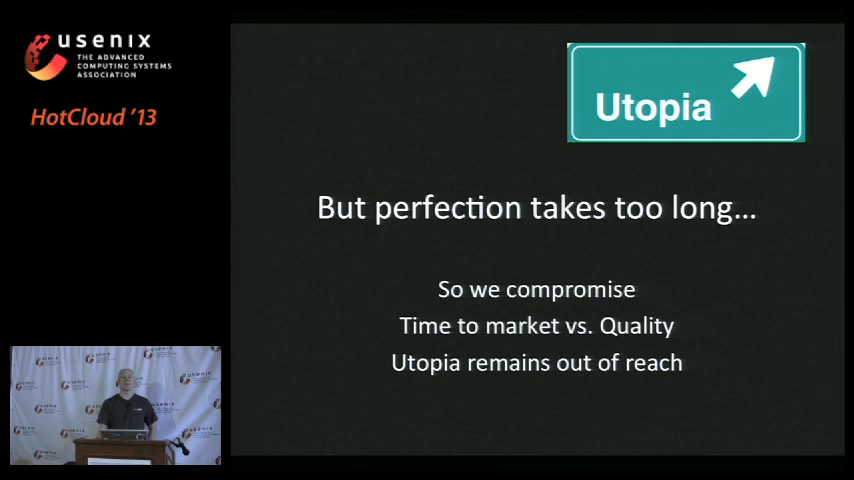 usenix
THE ADVANCED
COMPUTING SYSTEMS
ASSOCIATION
HotCloud '13
Utopia
But perfection takes too long...
So we compromise
Time to market vs. Quality
Utopia remains out of reach